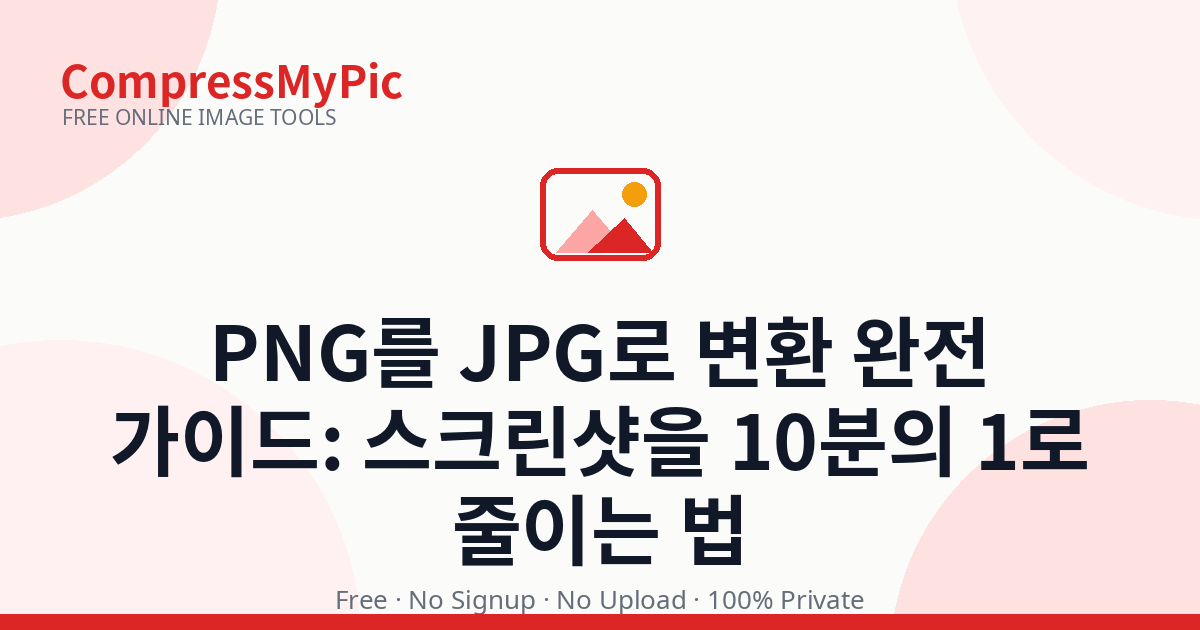 CompressMyPic
FREE ONLINE IMAGE TOOLS
PNG를 JPG로 변환 완전
가이드: 스크린샷을 10분의 1로
줄이는 법
Free · No Signup · No Upload · 100% Private